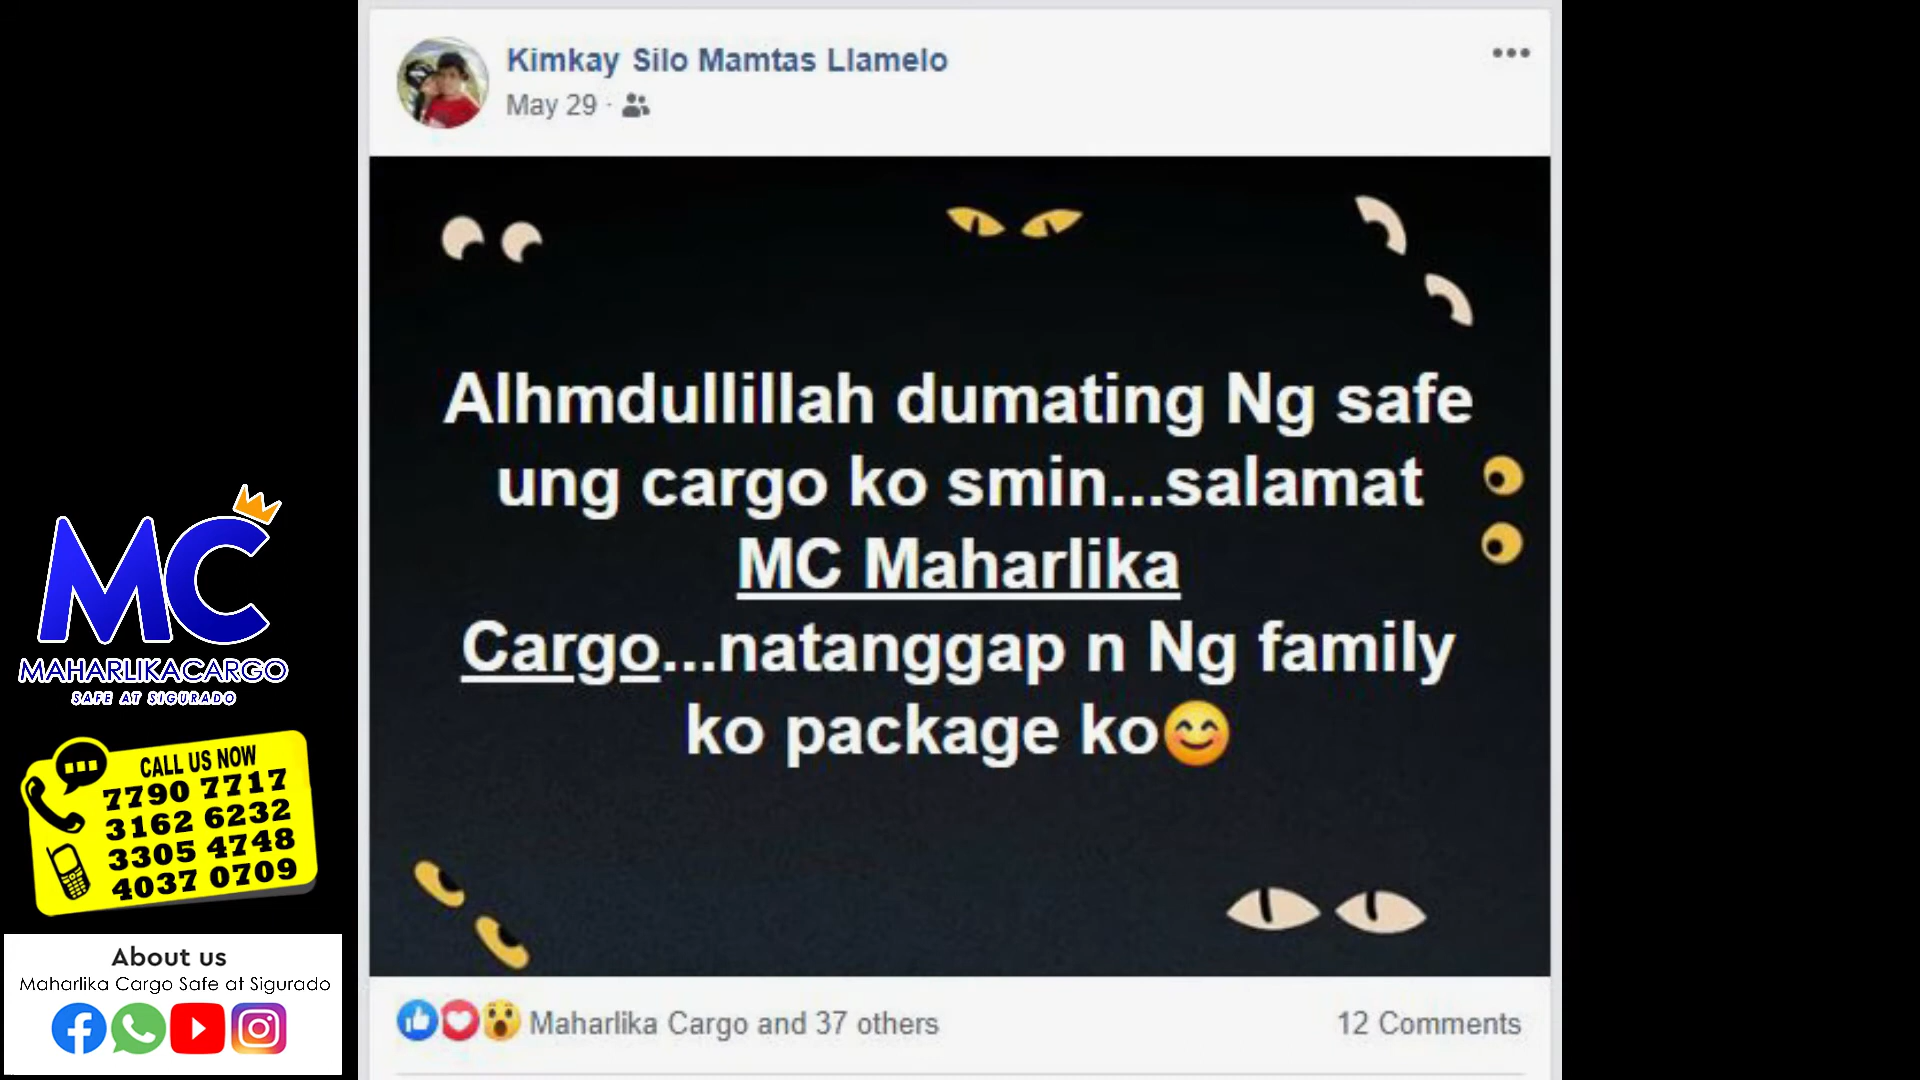 Kimkay Silo Mamtas Llamelo
May 29 ·
Alhmdullillah dumating Ng safe
ung cargo ko smin...salamat
MC Maharlika
Cargo...natanggap n Ng family
ko package ko😊
Maharlika Cargo and 37 others
12 Comments
MC
MAHARLIKACARGO
SAFE AT SIGURADO
CALL US NOW
7790 7717
3162 6232
3305 4748
4037 0709
About us
Maharlika Cargo Safe at Sigurado